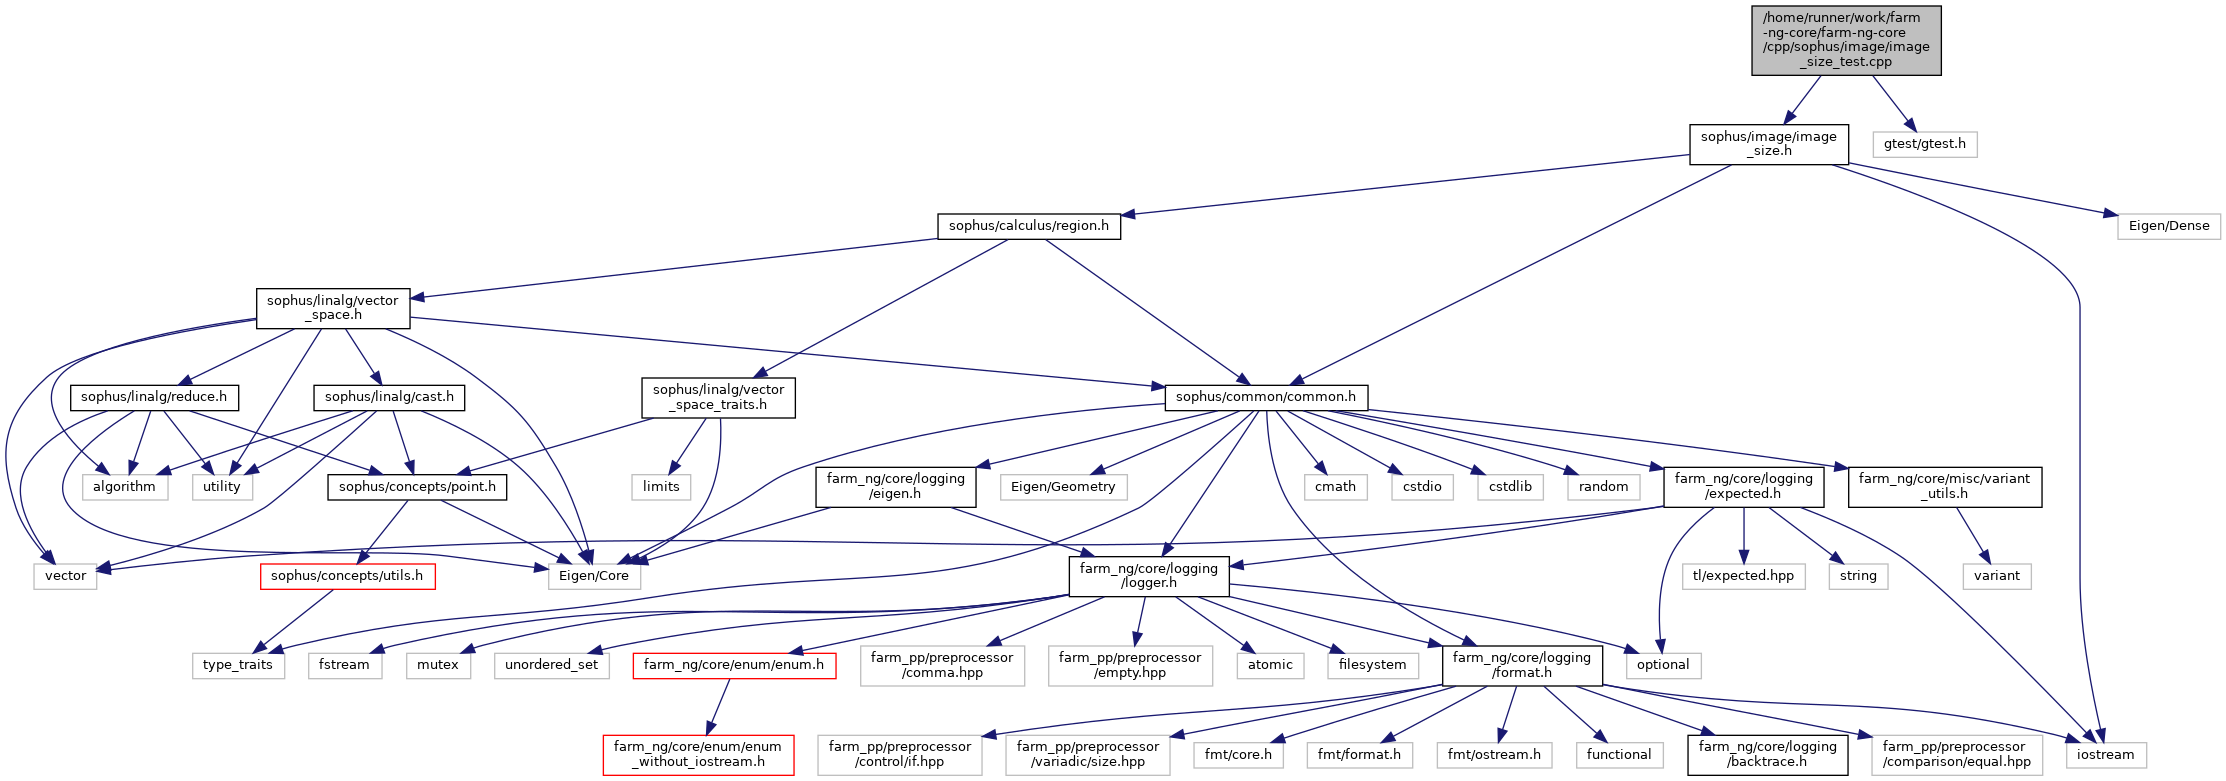 /home/runner/work/farm
-ng-core/farm-ng-core
/cpp/sophus/image/image
_size_test.cpp
sophus/image/image
_size.h
gtest/gtest.h
sophus/calculus/region.h
Eigen/Dense
sophus/linalg/vector
_space.h
sophus/linalg/reduce.h
sophus/linalg/cast.h
sophus/linalg/vector
_space_traits.h
sophus/common/common.h
algorithm
utility
sophus/concepts/point.h
limits
farm_ng/core/logging
/eigen.h
Eigen/Geometry
cmath
cstdio
cstdlib
random
farm_ng/core/logging
/expected.h
farm_ng/core/misc/variant
_utils.h
vector
sophus/concepts/utils.h
Eigen/Core
farm_ng/core/logging
/logger.h
tl/expected.hpp
string
variant
type_traits
fstream
mutex
unordered_set
farm_ng/core/enum/enum.h
farm_pp/preprocessor
/comma.hpp
farm_pp/preprocessor
/empty.hpp
atomic
filesystem
farm_ng/core/logging
/format.h
optional
farm_ng/core/enum/enum
_without_iostream.h
farm_pp/preprocessor
/control/if.hpp
farm_pp/preprocessor
/variadic/size.hpp
fmt/core.h
fmt/format.h
fmt/ostream.h
functional
farm_ng/core/logging
/backtrace.h
farm_pp/preprocessor
/comparison/equal.hpp
iostream